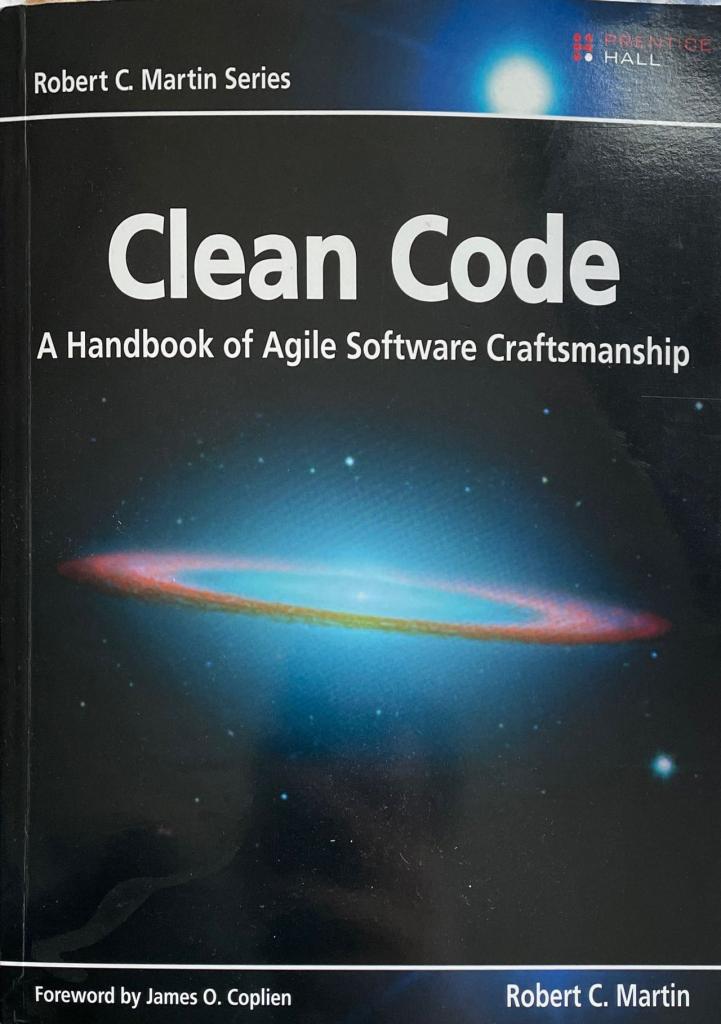 Robert C. Martin Series
PRENTICE
HALL
Clean Code
A Handbook of Agile Software Craftsmanship
Foreword by James O. Coplien
Robert C. Martin